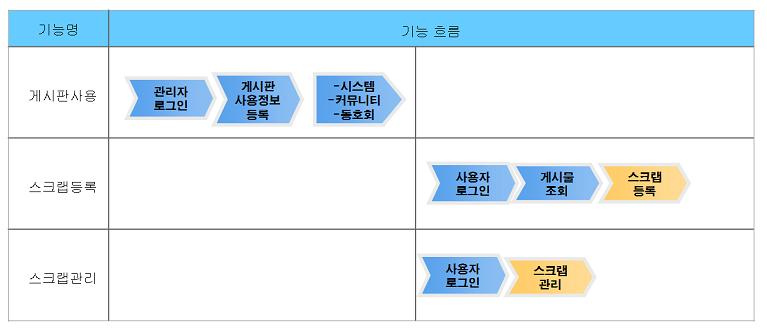 기능명
기능 흐름
게시판사용
관리자
로그인
게시판
사용정보
등록
-시스템
-커뮤니티
-동호회
스크랩등록
사용자
로그인
게시물
조회
스크랩
등록
스크랩관리
사용자
로그인
스크랩
관리